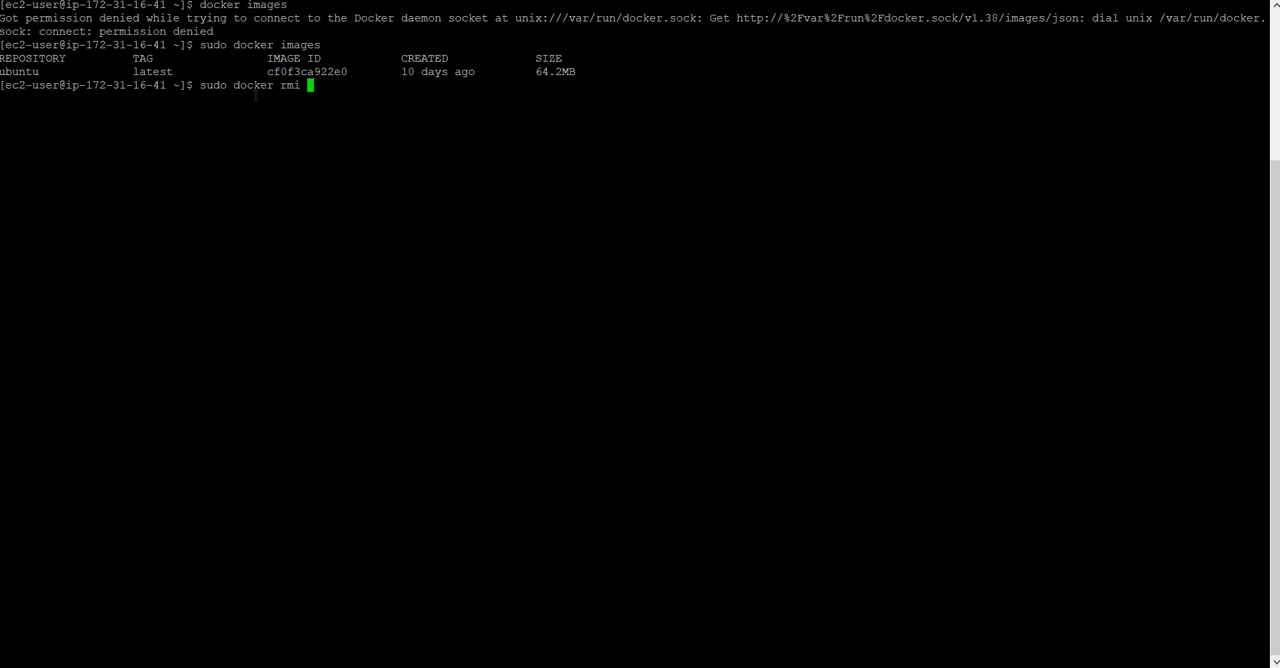 [ec2-user@ip-172-31-16-41 ~]$ docker images
Got permission denied while trying to connect to the Docker daemon socket at unix:///var/run/docker.sock: Get http://%2Fvar%2Frun%2Fdocker.sock/v1.38/images/json: dial unix /var/run/docker.
sock: connect: permission denied
[ec2-user@ip-172-31-16-41 ~]$ sudo docker images
REPOSITORY TAG IMAGE ID CREATED SIZE
ubuntu latest cf0f3ca922e0 10 days ago 64.2MB
[ec2-user@ip-172-31-16-41 ~]$ sudo docker rmi